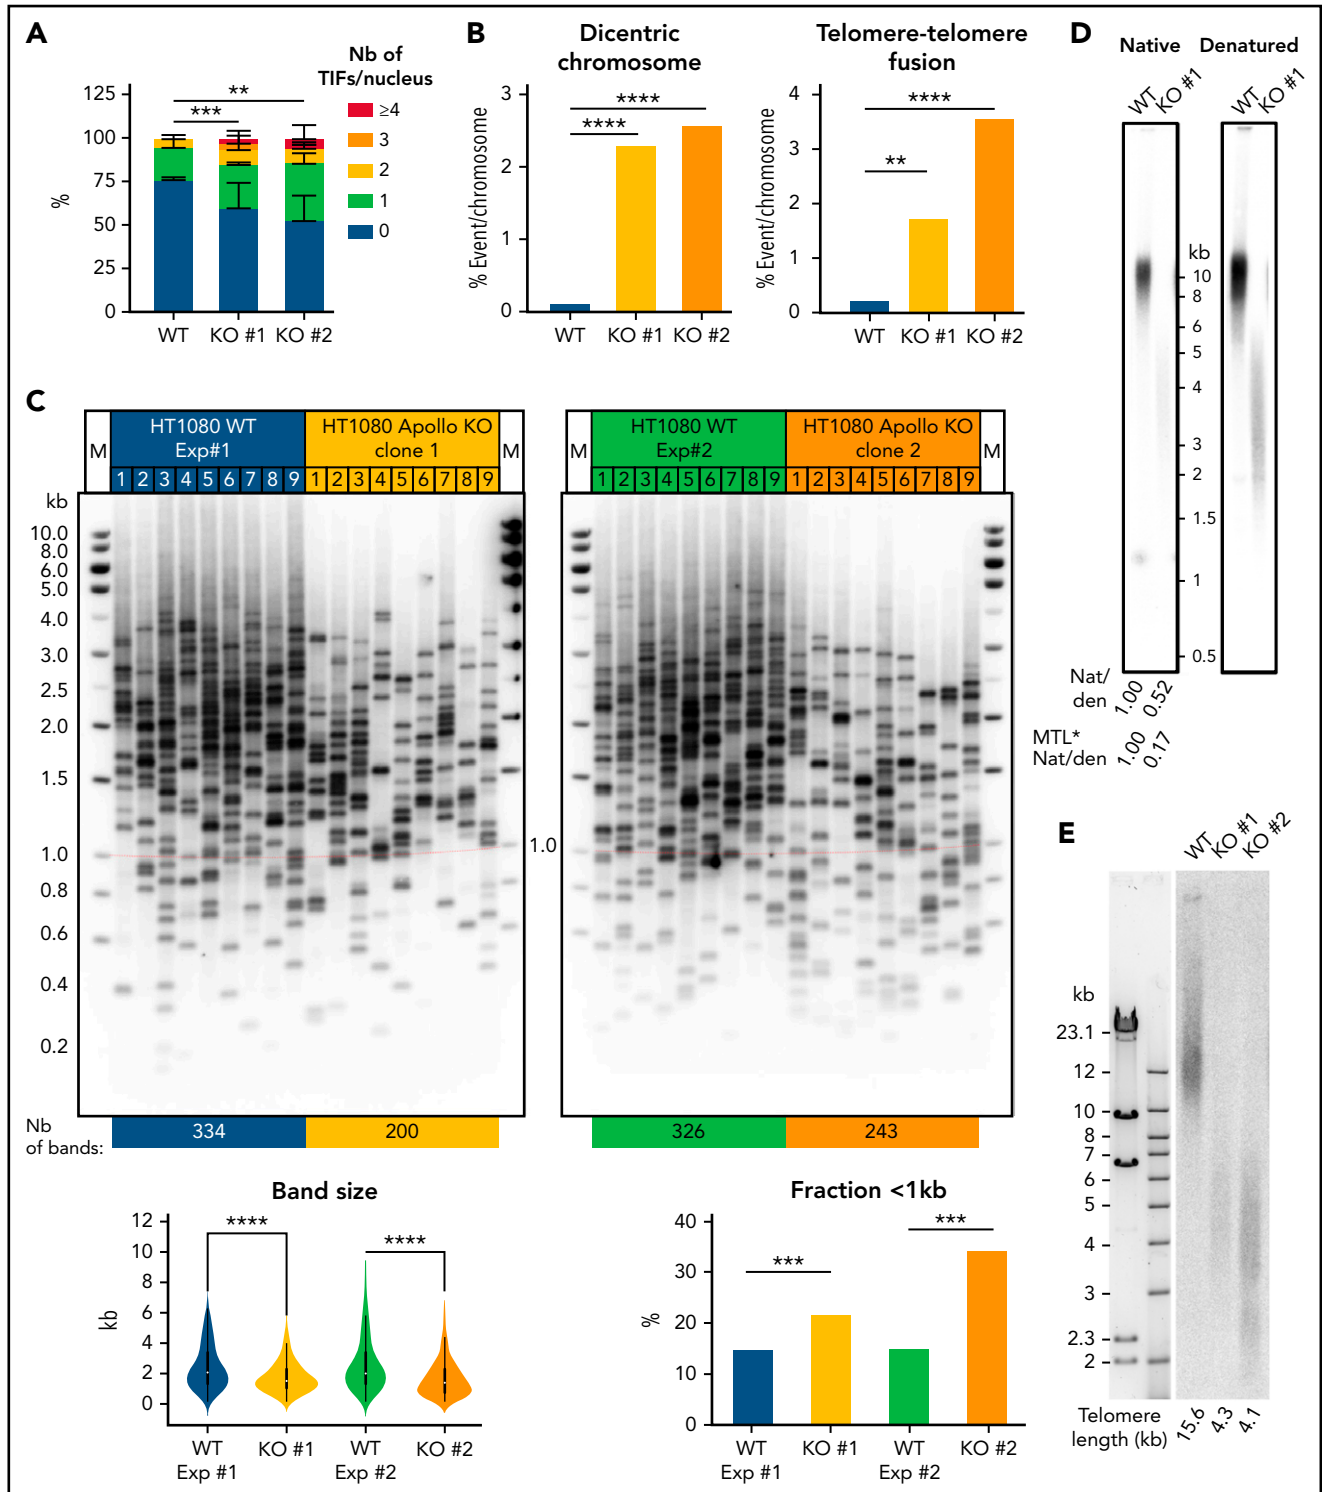 A
Nb of
TIFs/nucleus
≥4
3
2
1
0
** 
***
125
100
75
50
25
0
%
WT KO #1 KO #2
B
Dicentric
chromosome
****
****
3
2
1
0
% Event/chromosome
WT KO #1 KO #2
Telomere-telomere
fusion
****
**
4
3
2
1
0
% Event/chromosome
WT KO #1 KO #2
D
Native Denatured
WT KO #1 WT KO #1
kb
10
8
6
5
4
3
2
1.5
1
0.5
Nat/
den
1.00 0.52
MTL*
Nat/den
1.00 0.17
C
M HT1080 WT
Exp#1
HT1080 Apollo KO
clone 1
M
1 2 3 4 5 6 7 8 9 1 2 3 4 5 6 7 8 9
kb
10.0
8.0
6.0
5.0
4.0
3.0
2.5
2.0
1.5
1.0
0.8
0.6
0.4
0.2
Nb
of bands:
334 200
M HT1080 WT
Exp#2
HT1080 Apollo KO
clone 2
M
1 2 3 4 5 6 7 8 9 1 2 3 4 5 6 7 8 9
1.0
326 243
Band size
****
****
12
10
8
6
4
2
0
kb
WT KO #1 WT KO #2
Exp #1 Exp #2
Fraction <1kb
***
***
40
30
20
10
0
%
WT KO #1 WT KO #2
Exp #1 Exp #2
E
WT KO #1 KO #2
kb
23.1
12
10
8
7
6
5
4
3
2.3
2
Telomere
length (kb)
15.6 4.3 4.1